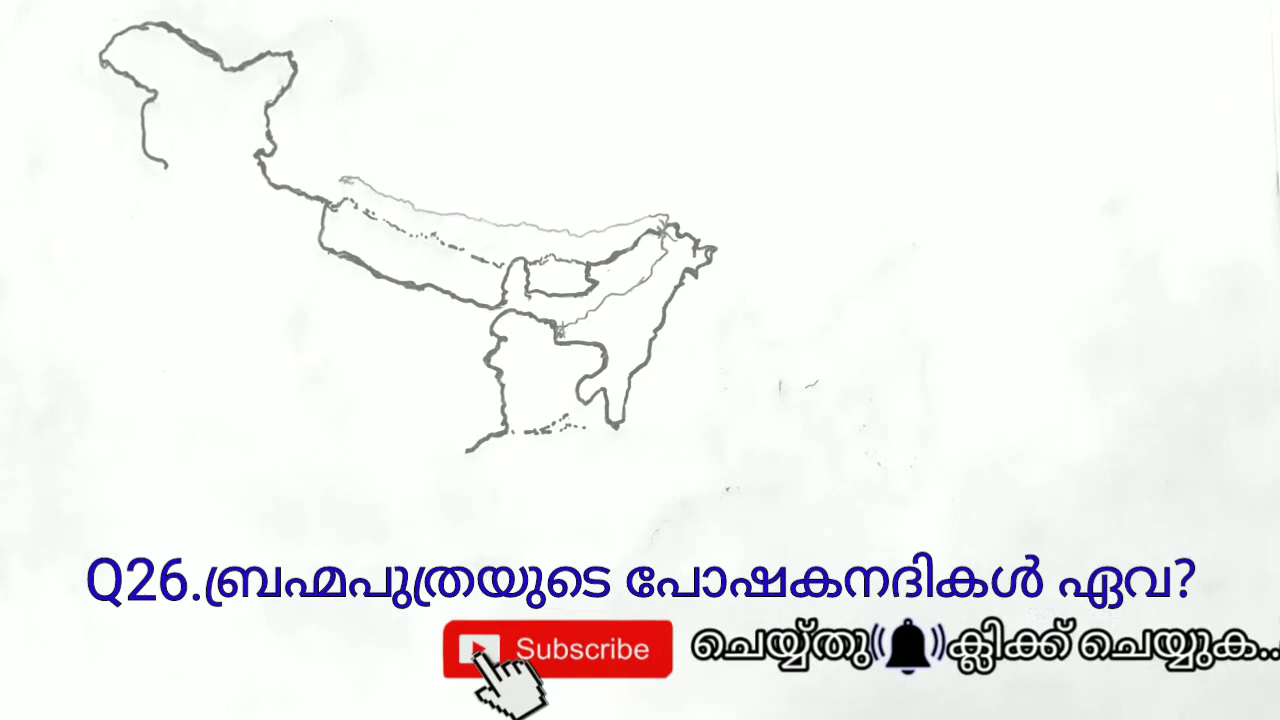 Q26.ബ്രഹ്മപുത്രയുടെ പോഷകനദികൾ ഏവ?
Subscribe ചെയ്യ്തു ക്ലിക്ക് ചെയ്യുക..